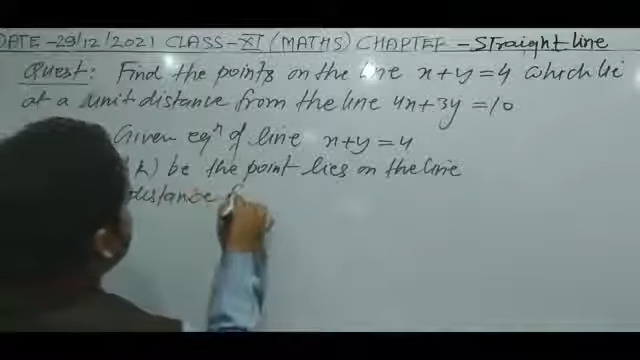 DATE -29/12/2021 CLASS-XI (MATHS) CHAPTER - Straight line
Quest: Find the points on the line x+y=4 which lie
at a unit distance from the line 4x+3y=10
Given eqⁿ of line x+y=4
k) be the point lies on the line
distance